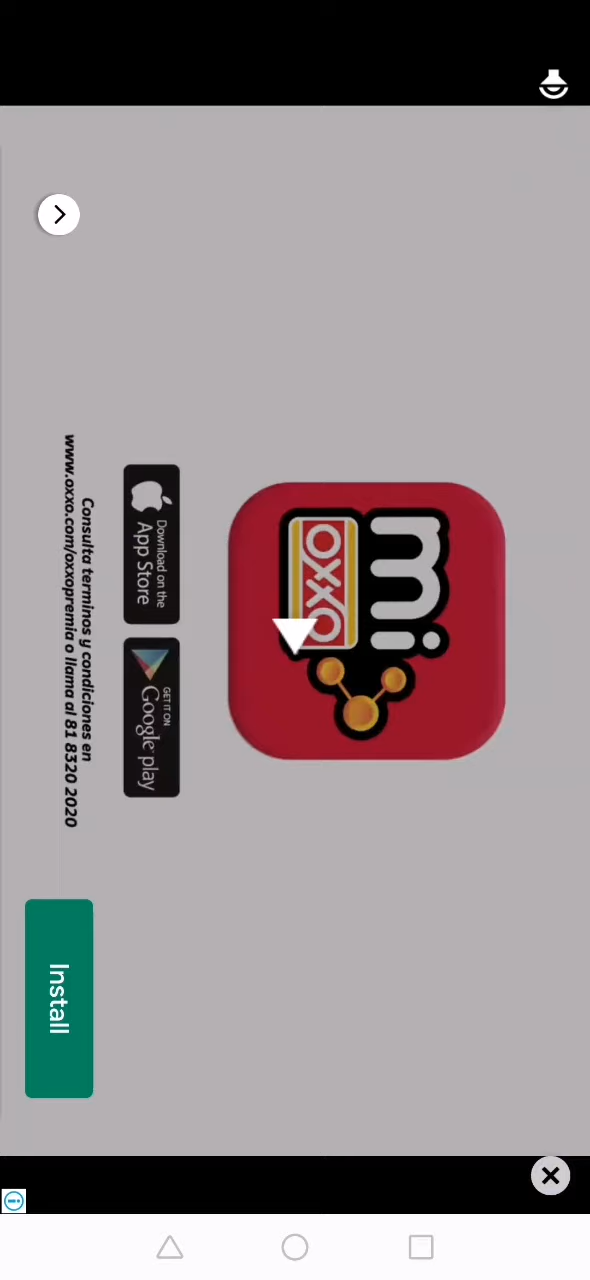 mi
OXXO
Download on the
App Store
GET IT ON
Google play
Consulta terminos y condiciones en
www.oxxo.com/oxxopremia o llama al 81 8320 2020
Install